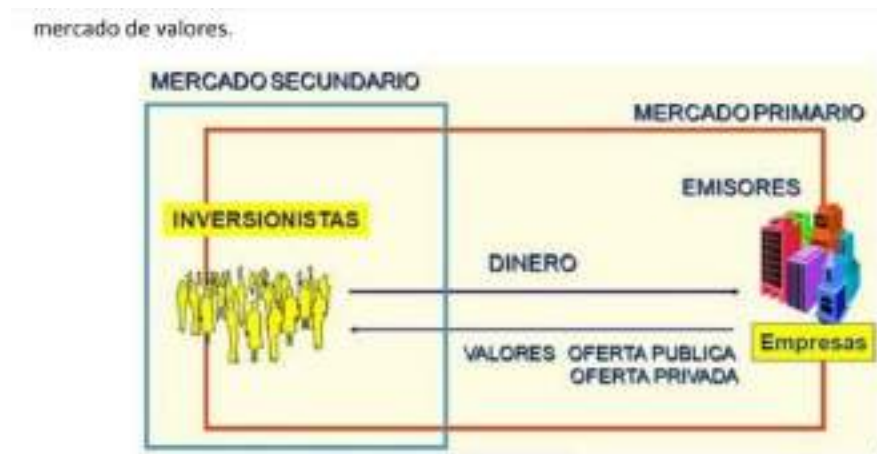 mercado de valores.
MERCADO SECUNDARIO
MERCADO PRIMARIO
EMISORES
INVERSIONISTAS
DINERO
VALORES OFERTA PUBLICA
OFERTA PRIVADA
Empresas